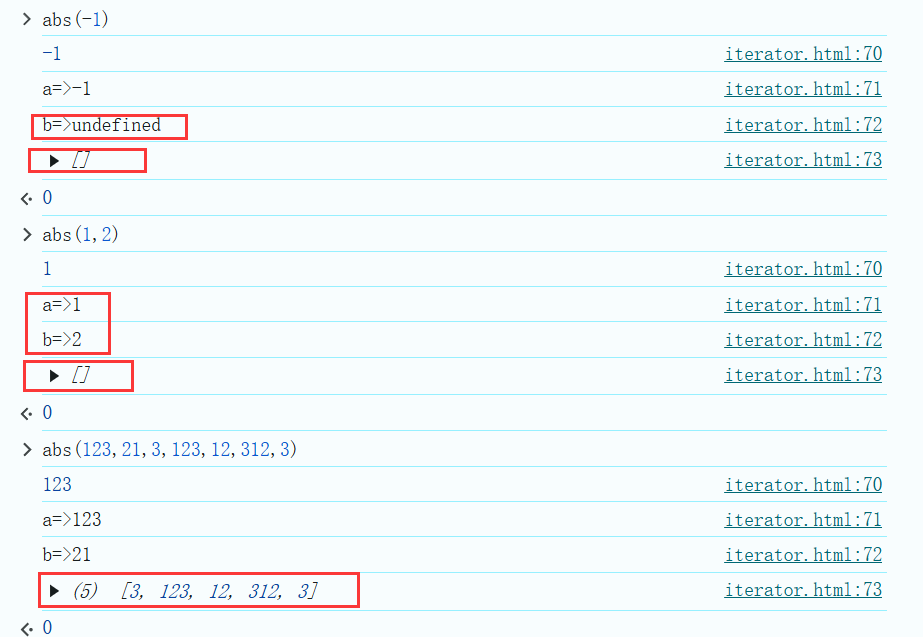 > abs(-1)
-1 iterator.html:70
a=>-1 iterator.html:71
b=>undefined iterator.html:72
▶ [] iterator.html:73
<· 0
> abs(1,2)
1 iterator.html:70
a=>1 iterator.html:71
b=>2 iterator.html:72
▶ [] iterator.html:73
<· 0
> abs(123,21,3,123,12,312,3)
123 iterator.html:70
a=>123 iterator.html:71
b=>21 iterator.html:72
▶ (5) [3, 123, 12, 312, 3] iterator.html:73
<· 0